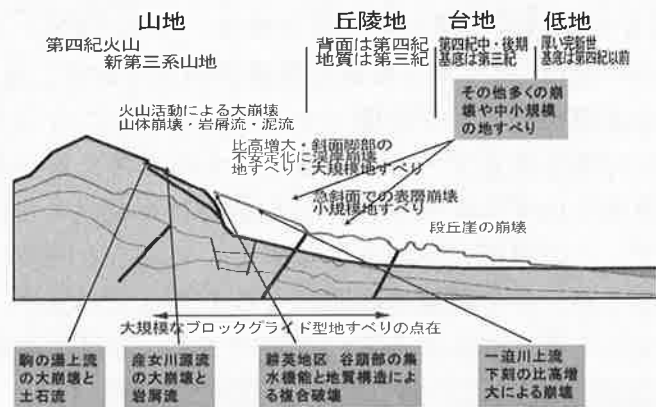 山地
丘陵地
台地
低地
第四紀火山
新第三系山地
背面は第四紀
地質は第三紀
第四紀中・後期
基底は第三紀
厚い完新世
基底は第四紀以前
その他多くの崩
壊や中小規模
の地すべり
火山活動による大崩壊
山体崩壊・岩屑流・泥流
比高増大・斜面脚部の
不安定化に深層崩壊
地すべり・大規模地すべり
急斜面での表層崩壊
小規模地すべり
段丘崖の崩壊
大規模なブロックグライド型地すべりの点在
駒の湯上流
の大崩壊と
土石流
産女川源流
の大崩壊と
岩屑流
耕英地区 谷頭部の集
水機能と地質構造によ
る複合破壊
一迫川上流
下刻の比高増
大による崩壊